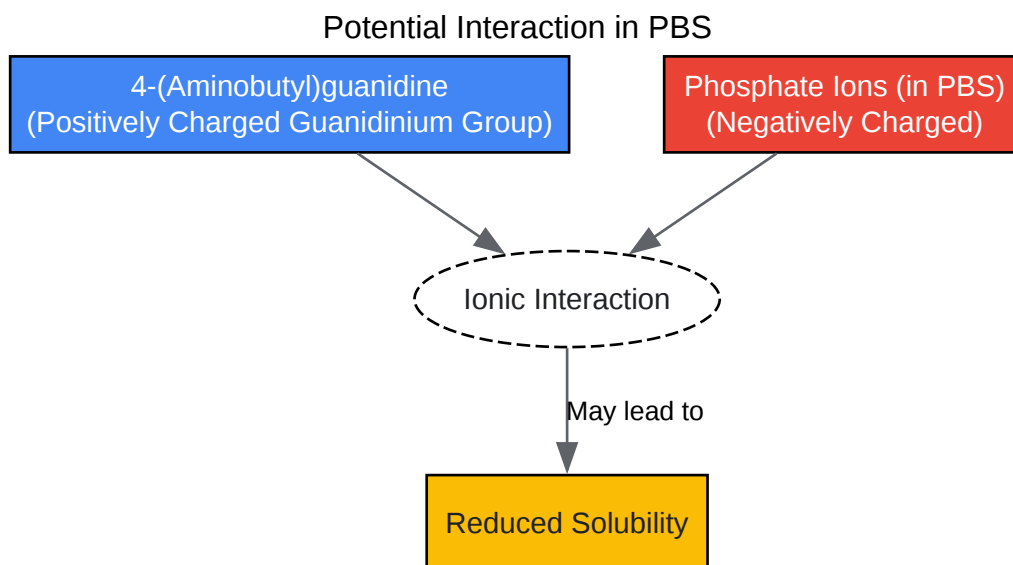 Potential Interaction in PBS
4-(Aminobutyl)guanidine
(Positively Charged Guanidinium Group)
Phosphate Ions (in PBS)
(Negatively Charged)
Ionic Interaction
May lead to
Reduced Solubility